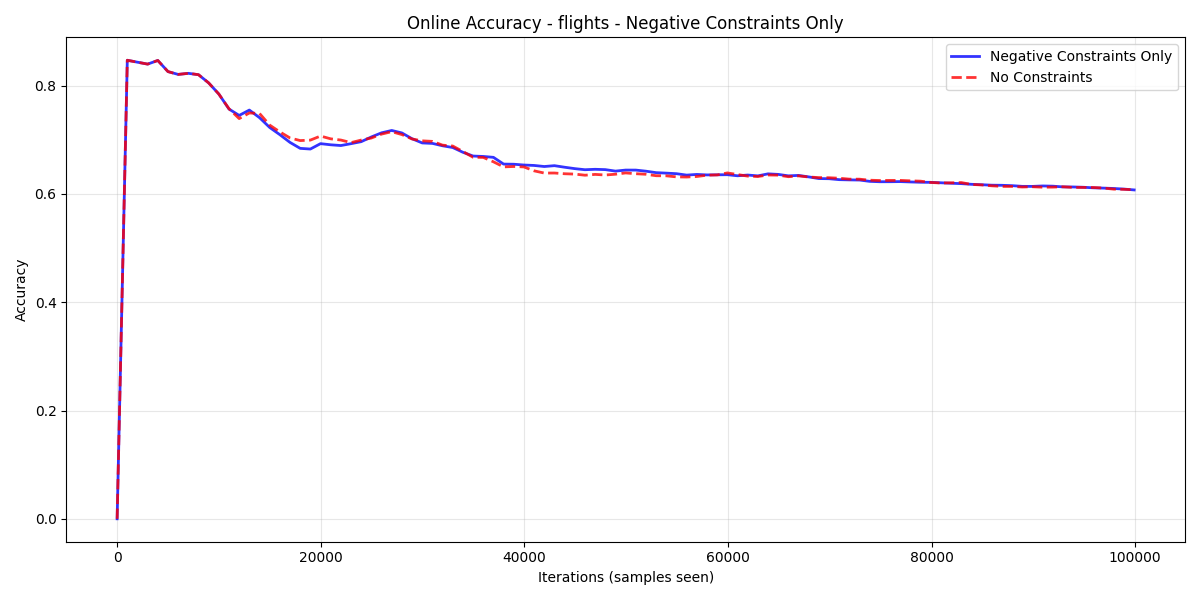 Online Accuracy - flights - Negative Constraints Only
Negative Constraints Only
No Constraints
Accuracy
0.8
0.6
0.4
0.2
0.0
0
20000
40000
60000
80000
100000
Iterations (samples seen)